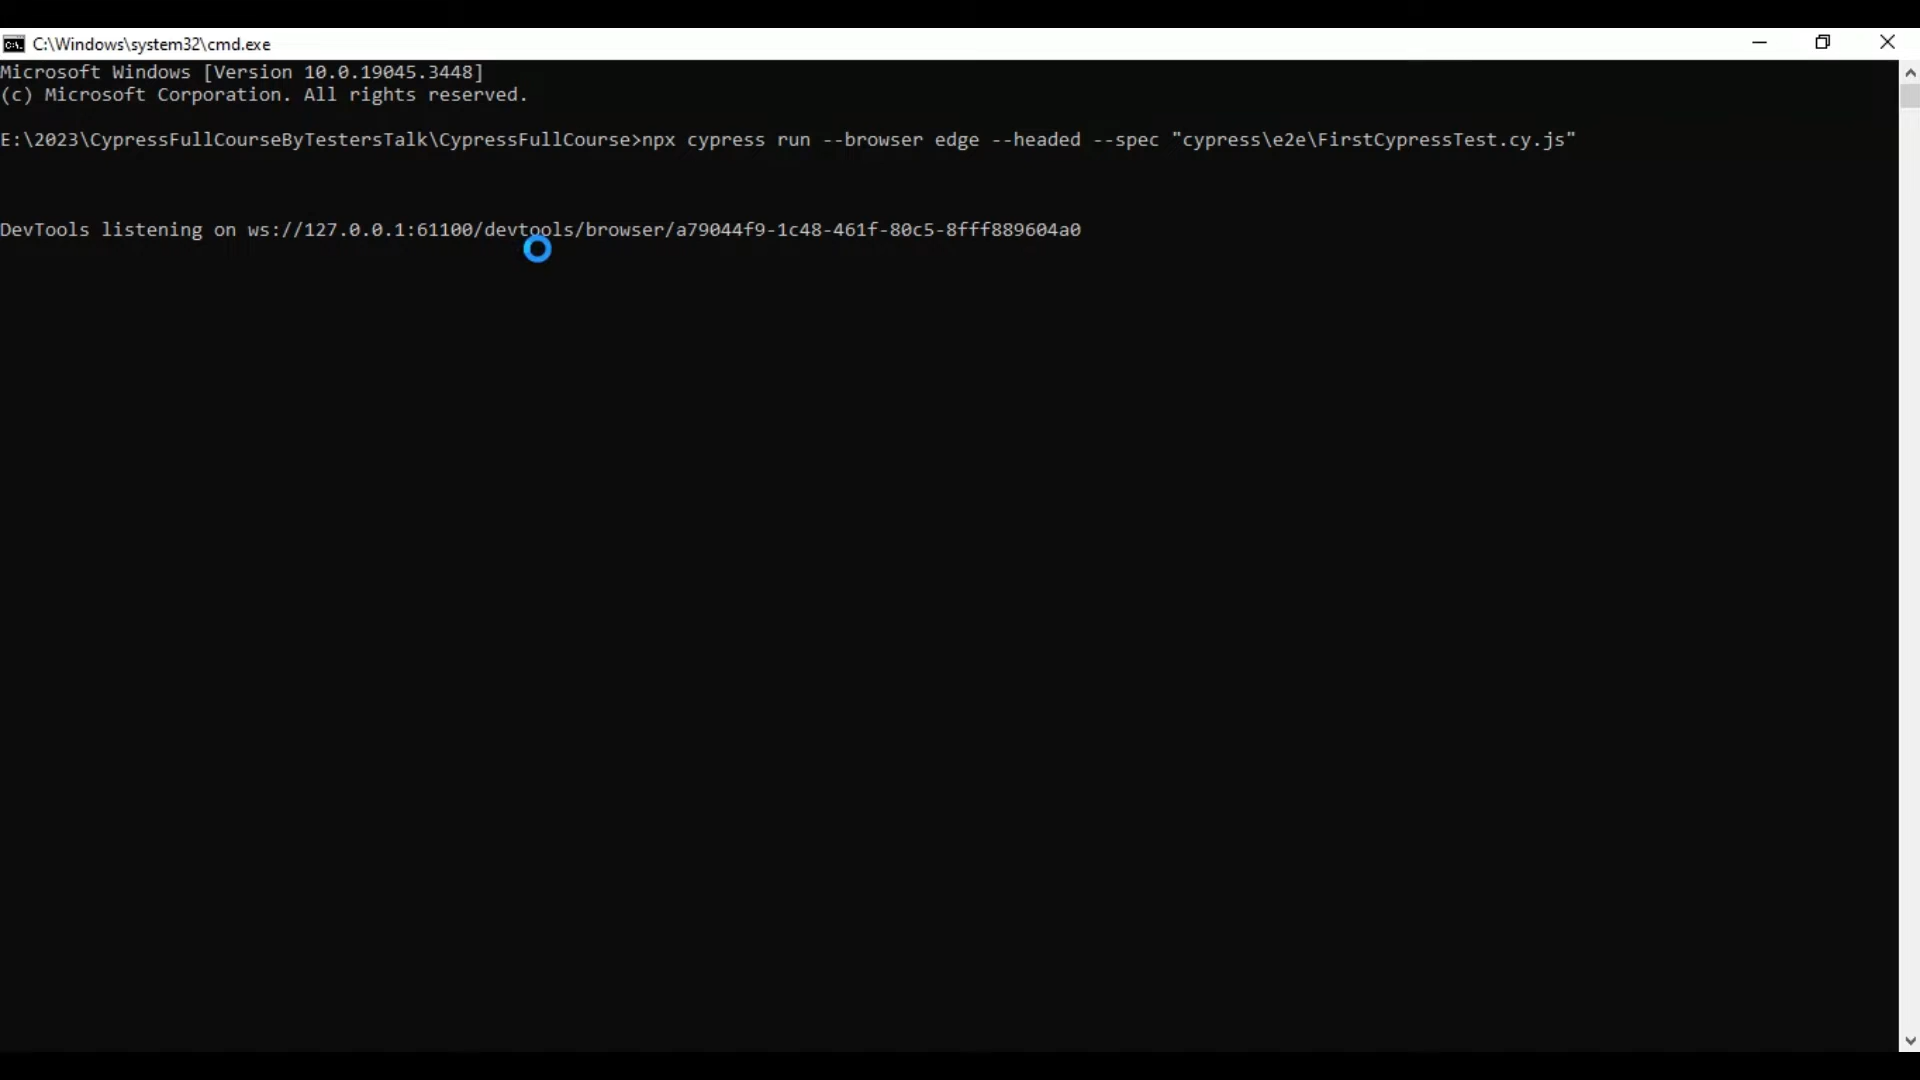 C:\Windows\system32\cmd.exe
Microsoft Windows [Version 10.0.19045.3448]
(c) Microsoft Corporation. All rights reserved.
E:\2023\CypressFullCourseByTestersTalk\CypressFullCourse>npx cypress run --browser edge --headed --spec "cypress\e2e\FirstCypressTest.cy.js"
DevTools listening on ws://127.0.0.1:61100/devtools/browser/a79044f9-1c48-461f-80c5-8fff889604a0